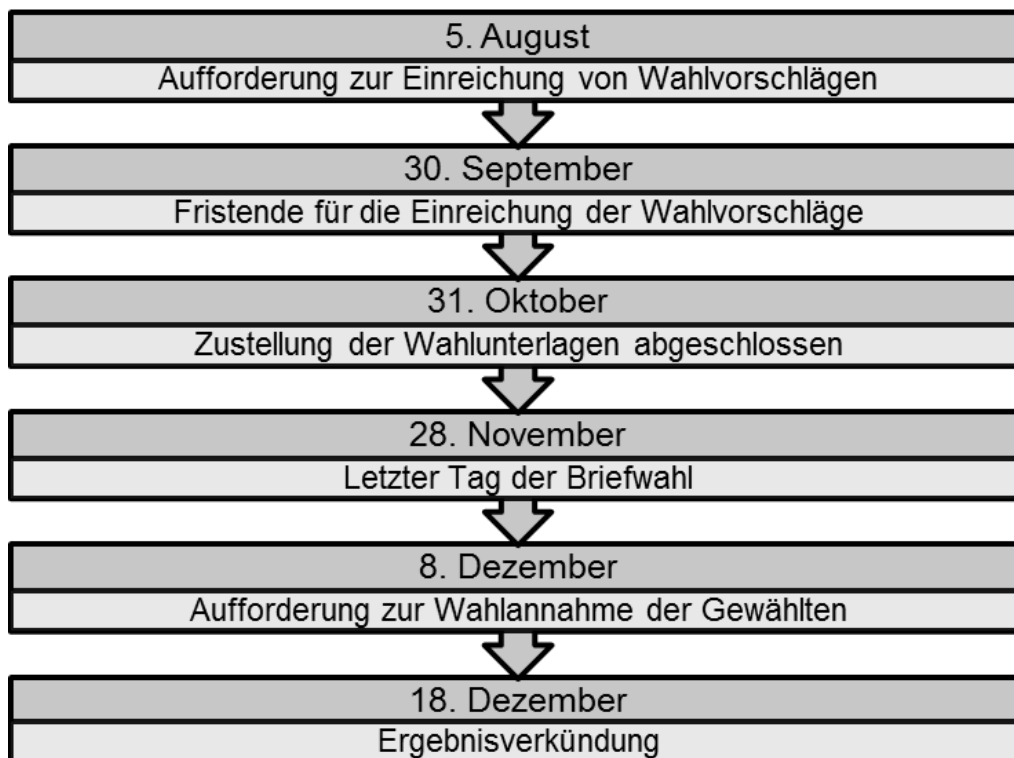 5. August
Aufforderung zur Einreichung von Wahlvorschlägen
30. September
Fristende für die Einreichung der Wahlvorschläge
31. Oktober
Zustellung der Wahlunterlagen abgeschlossen
28. November
Letzter Tag der Briefwahl
8. Dezember
Aufforderung zur Wahlannahme der Gewählten
18. Dezember
Ergebnisverkündung